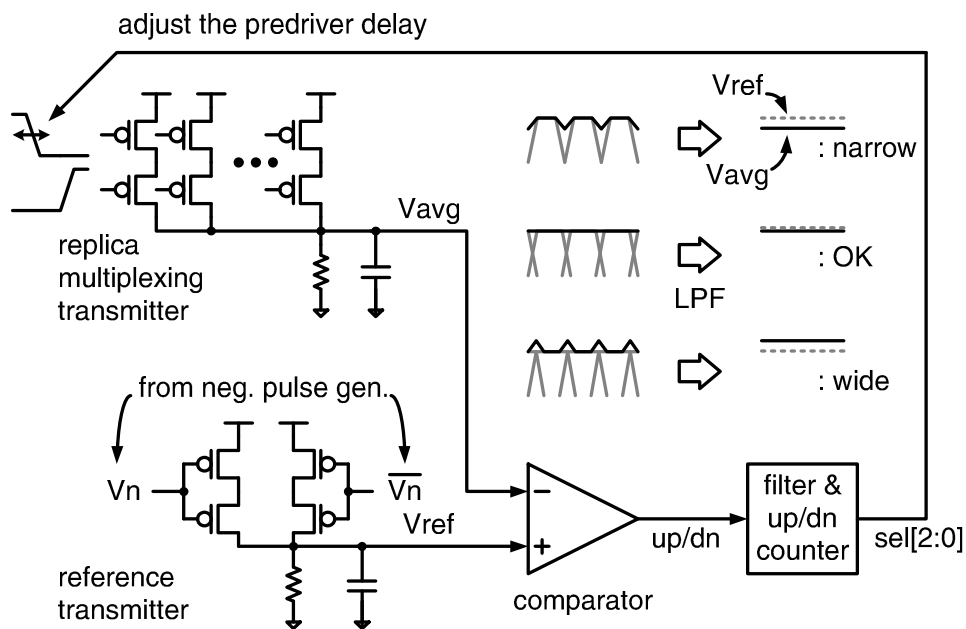 adjust the predriver delay
Vref
Vavg
: narrow
Vavg
replica
multiplexing
transmitter
: OK
LPF
: wide
from neg. pulse gen.
Vn
V̅n̅
Vref
−
+
up/dn
filter &
up/dn
counter
sel[2:0]
comparator
reference
transmitter